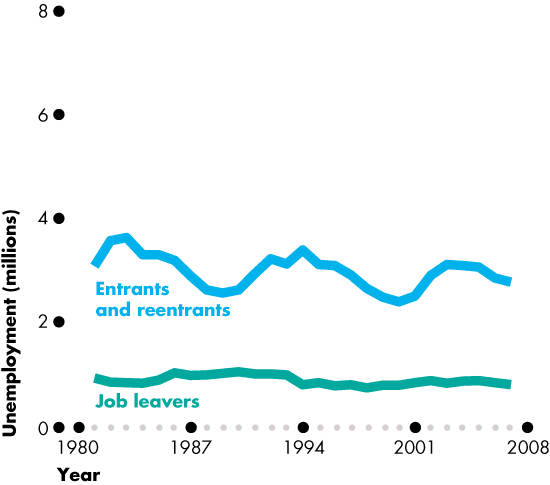 8
6
4
2
0
Unemployment (millions)
Entrants
and reentrants
Job leavers
1980 1987 1994 2001 2008
Year